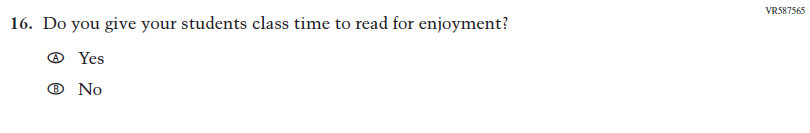 VR587565
16. Do you give your students class time to read for enjoyment?
Ⓐ Yes
Ⓑ No